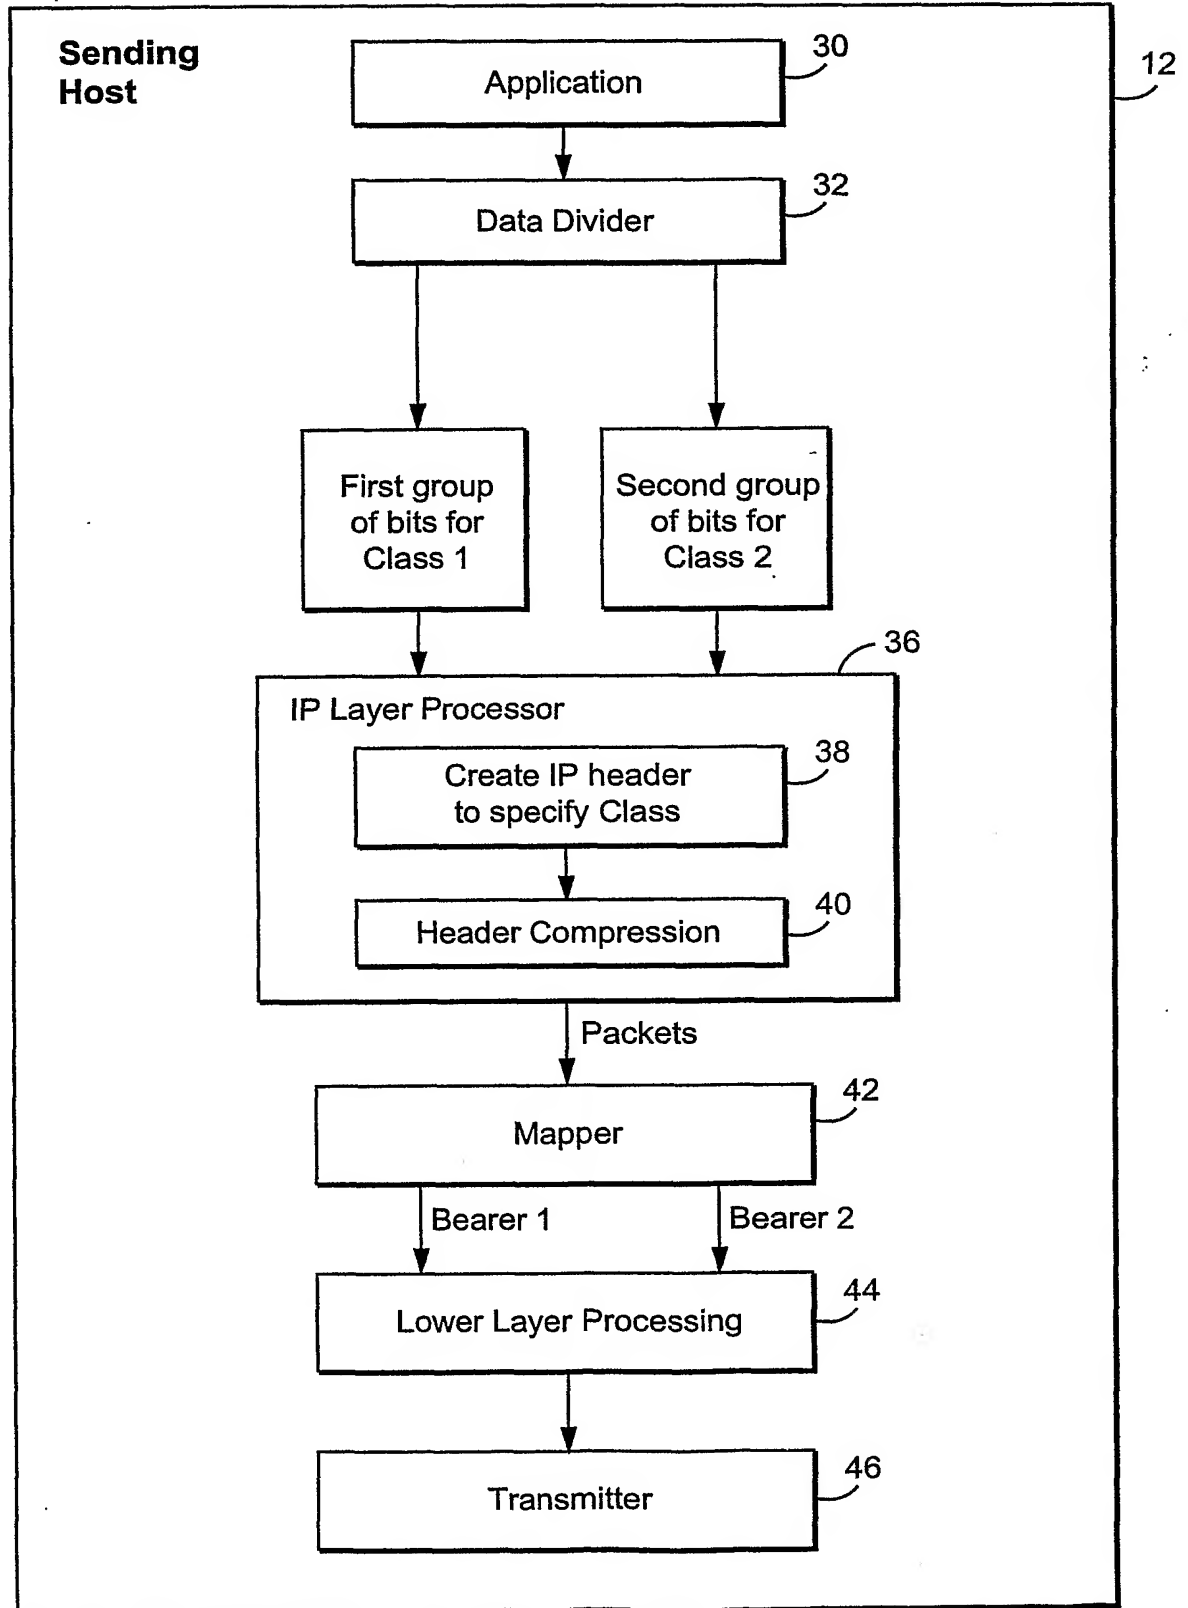 Sending
Host
12
30
Application
32
Data Divider
First group
of bits for
Class 1
Second group
of bits for
Class 2
36
IP Layer Processor
38
Create IP header
to specify Class
40
Header Compression
Packets
42
Mapper
Bearer 1
Bearer 2
44
Lower Layer Processing
46
Transmitter